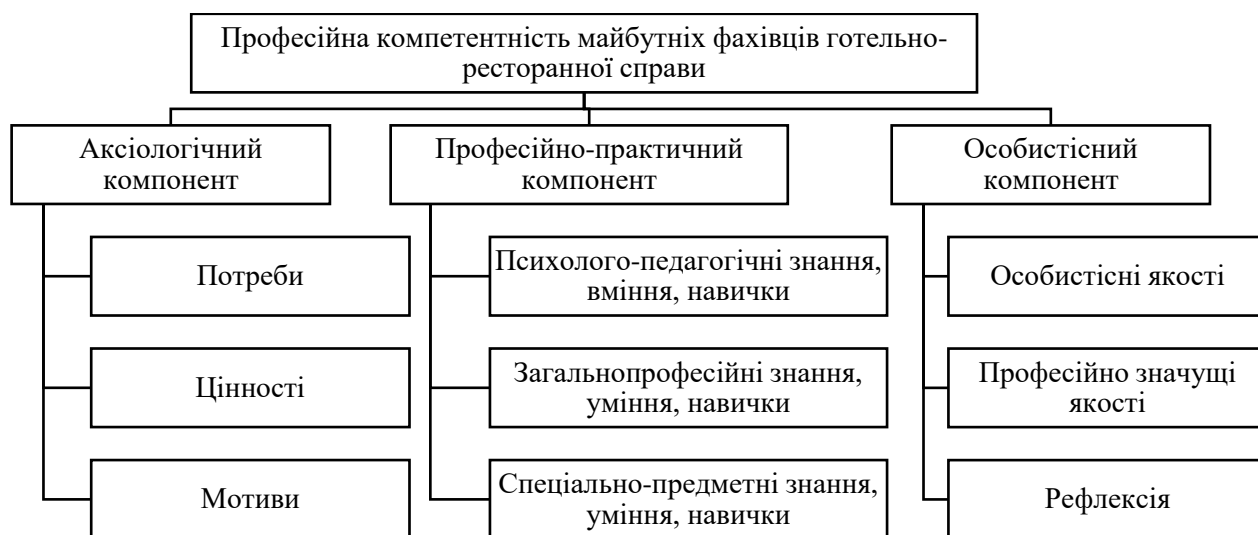 Професійна компетентність майбутніх фахівців готельно-
ресторанної справи
Аксіологічний
компонент
Потреби
Цінності
Мотиви
Професійно-практичний
компонент
Психолого-педагогічні знання,
вміння, навички
Загальнопрофесійні знання,
уміння, навички
Спеціально-предметні знання,
уміння, навички
Особистісний
компонент
Особистісні якості
Професійно значущі
якості
Рефлексія